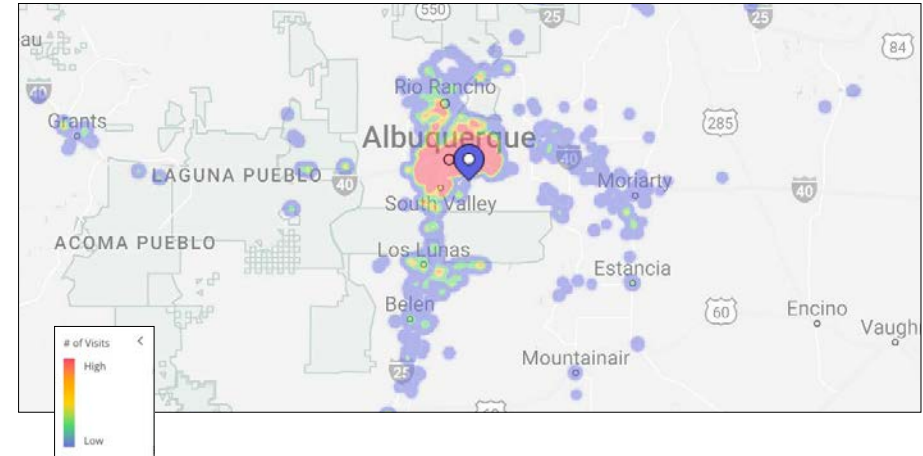 550
25
25
au
84
40
Rio Rancho
Grants
285
Albuquerque
40
LAGUNA PUEBLO
40
Moriarty
40
South Valley
ACOMA PUEBLO
Los Lunas
Estancia
Belen
60
Encino
Vaugh
# of Visits
<
High
Mountainair
25
60
Low